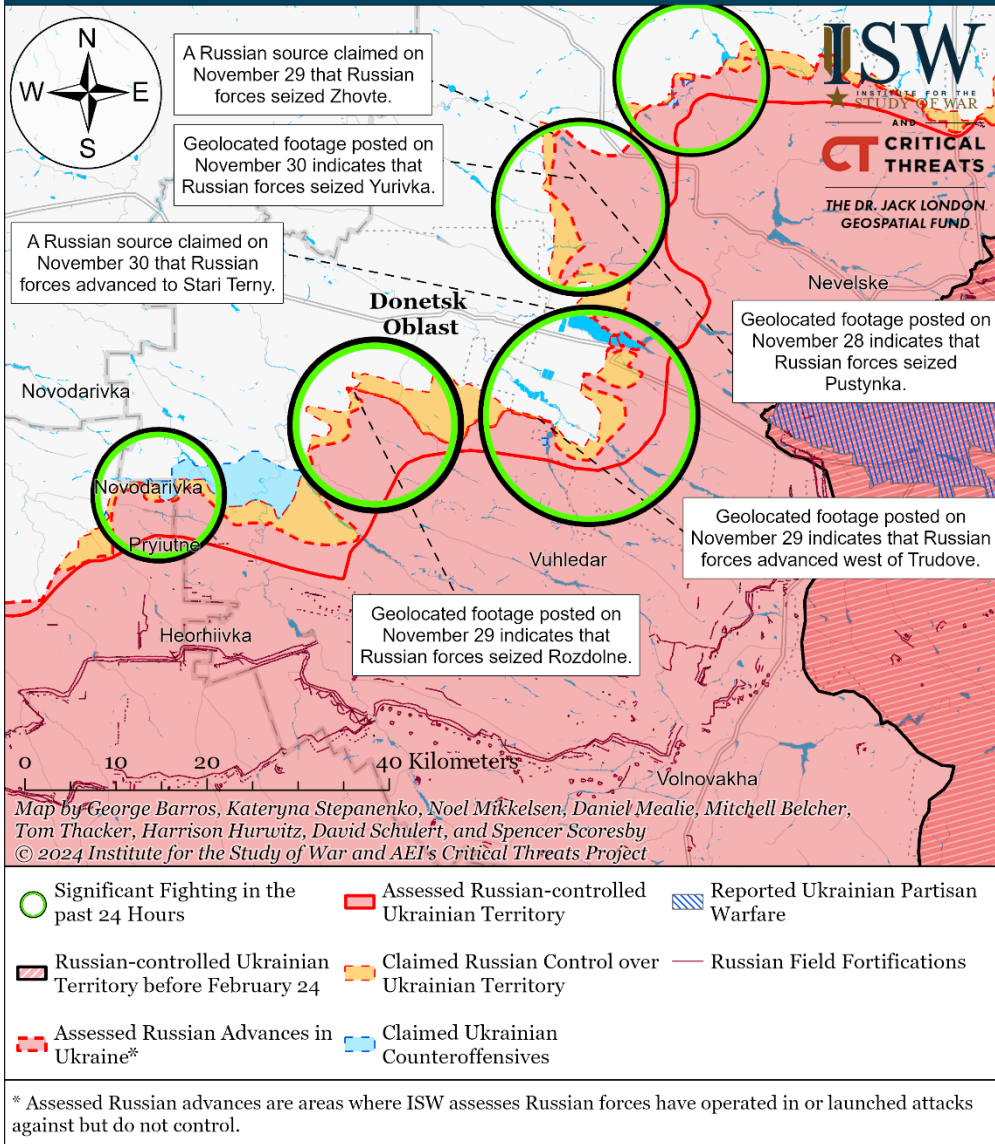 N
W
E
S
A Russian source claimed on
November 29 that Russian
forces seized Zhovte.
Geolocated footage posted on
November 30 indicates that
Russian forces seized Yurivka.
A Russian source claimed on
November 30 that Russian
forces advanced to Stari Terny.
ISW
INSTITUTE FOR THE
STUDY OF WAR
AND
CT CRITICAL
THREATS
THE DR. JACK LONDON
GEOSPATIAL FUND
Nevelske
Donetsk
Oblast
Geolocated footage posted on
November 28 indicates that
Russian forces seized
Pustynka.
Novodarivka
Novodarivka
Pryiutne
Geolocated footage posted on
November 29 indicates that Russian
forces advanced west of Trudove.
Vuhledar
Geolocated footage posted on
November 29 indicates that
Russian forces seized Rozdolne.
Heorhiivka
0 10 20 40 Kilometers
Volnovakha
Map by George Barros, Kateryna Stepanenko, Noel Mikkelsen, Daniel Mealie, Mitchell Belcher,
Tom Thacker, Harrison Hurwitz, David Schulert, and Spencer Scoresby
© 2024 Institute for the Study of War and AEI's Critical Threats Project
Significant Fighting in the
past 24 Hours
Russian-controlled Ukrainian
Territory before February 24
Assessed Russian Advances in
Ukraine*
Assessed Russian-controlled
Ukrainian Territory
Claimed Russian Control over
Ukrainian Territory
Claimed Ukrainian
Counteroffensives
Reported Ukrainian Partisan
Warfare
Russian Field Fortifications
* Assessed Russian advances are areas where ISW assesses Russian forces have operated in or launched attacks
against but do not control.